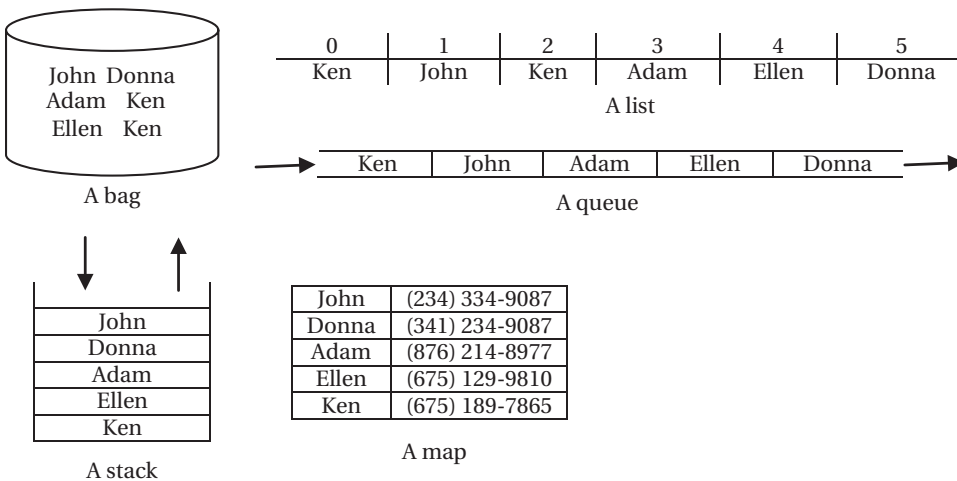 John Donna
Adam Ken
Ellen Ken
A bag
0 1 2 3 4 5
Ken John Ken Adam Ellen Donna
A list
Ken John Adam Ellen Donna
A queue
John
Donna
Adam
Ellen
Ken
A stack
John (234) 334-9087
Donna (341) 234-9087
Adam (876) 214-8977
Ellen (675) 129-9810
Ken (675) 189-7865
A map